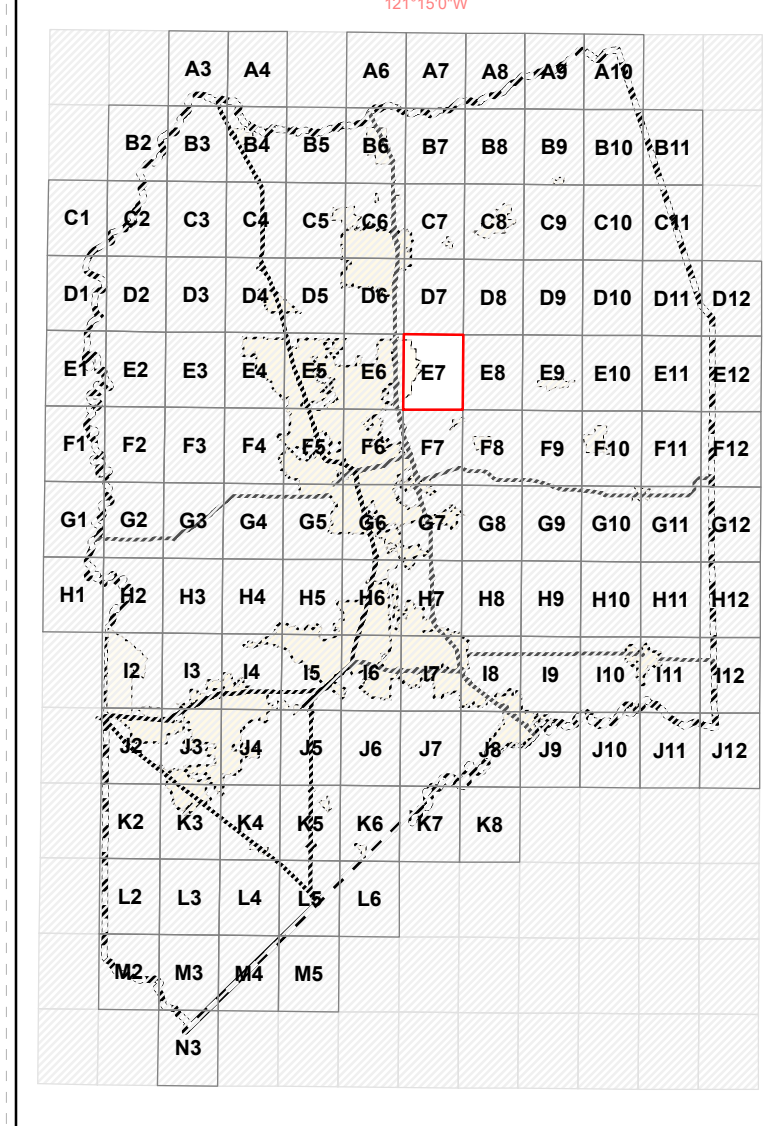 121°15'0"W
A3 A4 A6 A7 A8 A9 A10
B2 B3 B4 B5 B6 B7 B8 B9 B10 B11
C1 C2 C3 C4 C5 C6 C7 C8 C9 C10 C11
D1 D2 D3 D4 D5 D6 D7 D8 D9 D10 D11 D12
E1 E2 E3 E4 E5 E6 E7 E8 E9 E10 E11 E12
F1 F2 F3 F4 F5 F6 F7 F8 F9 F10 F11 F12
G1 G2 G3 G4 G5 G6 G7 G8 G9 G10 G11 G12
H1 H2 H3 H4 H5 H6 H7 H8 H9 H10 H11 H12
I2 I3 I4 I5 I6 I7 I8 I9 I10 I11 I12
J2 J3 J4 J5 J6 J7 J8 J9 J10 J11 J12
K2 K3 K4 K5 K6 K7 K8
L2 L3 L4 L5 L6
M2 M3 M4 M5
N3